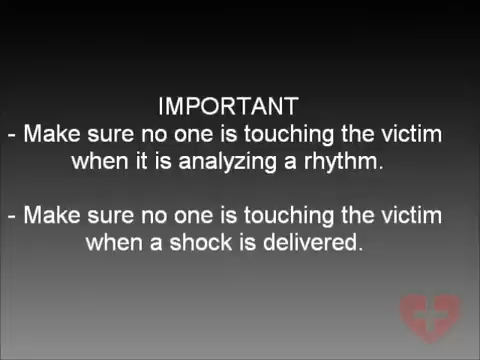 IMPORTANT
- Make sure no one is touching the victim
when it is analyzing a rhythm.
- Make sure no one is touching the victim
when a shock is delivered.